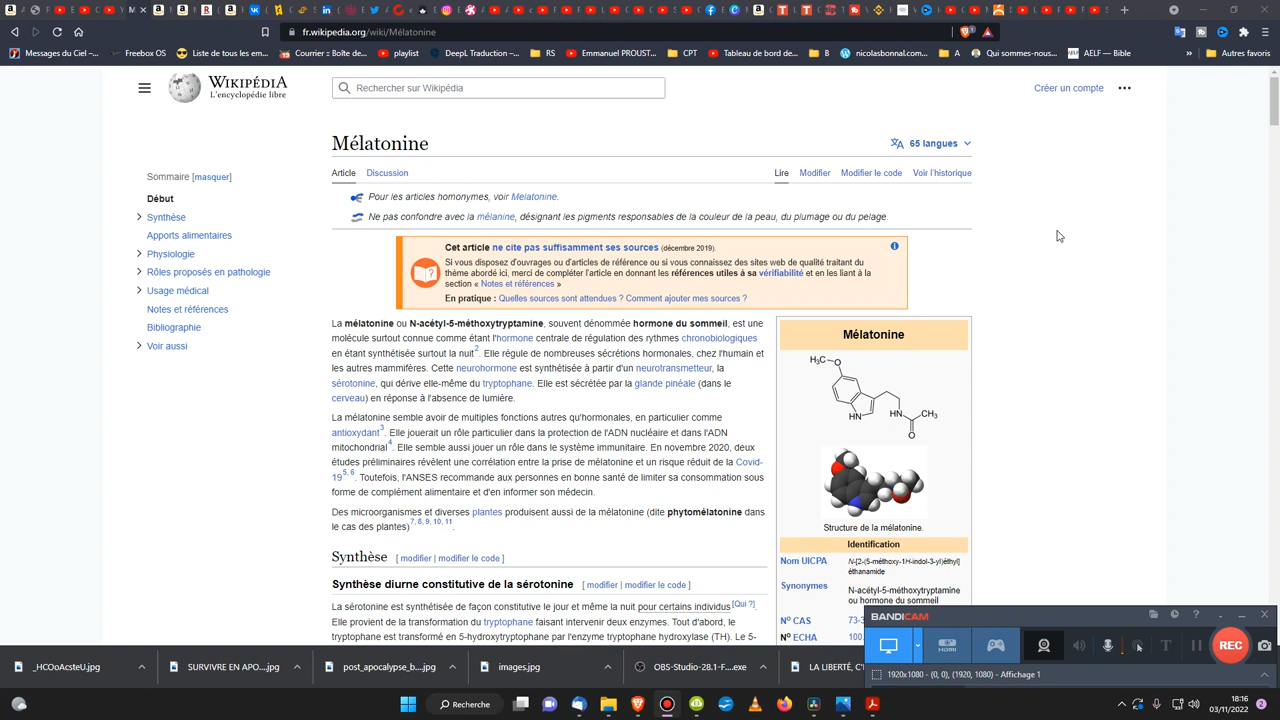 fr.wikipedia.org/wiki/Mélatonine
Messages du Ciel -...
Freebox OS
Liste de tous les em...
Courrier :: Boîte de...
playlist
DeepL Traduction -...
RS
Emmanuel PROUST...
CPT
Tableau de bord de...
B
nicolasbonnal.com...
A
Qui sommes-nous...
AELF — Bible
»
Autres favoris
WIKIPÉDIA
L'encyclopédie libre
Rechercher sur Wikipédia
Créer un compte
Mélatonine
65 langues
Article
Discussion
Lire
Modifier
Modifier le code
Voir l'historique
Sommaire [masquer]
Début
Synthèse
Apports alimentaires
Physiologie
Rôles proposés en pathologie
Usage médical
Notes et références
Bibliographie
Voir aussi
Pour les articles homonymes, voir Melatonine.
Ne pas confondre avec la mélanine, désignant les pigments responsables de la couleur de la peau, du plumage ou du pelage.
Cet article ne cite pas suffisamment ses sources (décembre 2019).
Si vous disposez d'ouvrages ou d'articles de référence ou si vous connaissez des sites web de qualité traitant du
thème abordé ici, merci de compléter l'article en donnant les références utiles à sa vérifiabilité et en les liant à la
section « Notes et références »
En pratique : Quelles sources sont attendues ? Comment ajouter mes sources ?
La mélatonine ou N-acétyl-5-méthoxytryptamine, souvent dénommée hormone du sommeil, est une
molécule surtout connue comme étant l'hormone centrale de régulation des rythmes chronobiologiques
en étant synthétisée surtout la nuit2. Elle régule de nombreuses sécrétions hormonales, chez l'humain et
les autres mammifères. Cette neurohormone est synthétisée à partir d'un neurotransmetteur, la
sérotonine, qui dérive elle-même du tryptophane. Elle est sécrétée par la glande pinéale (dans le
cerveau) en réponse à l'absence de lumière.
La mélatonine semble avoir de multiples fonctions autres qu'hormonales, en particulier comme
antioxydant3. Elle jouerait un rôle particulier dans la protection de l'ADN nucléaire et dans l'ADN
mitochondrial4. Elle semble aussi jouer un rôle dans le système immunitaire. En novembre 2020, deux
études préliminaires révèlent une corrélation entre la prise de mélatonine et un risque réduit de la Covid-
195, 6. Toutefois, l'ANSES recommande aux personnes en bonne santé de limiter sa consommation sous
forme de complément alimentaire et d'en informer son médecin.
Des microorganismes et diverses plantes produisent aussi de la mélatonine (dite phytomélatonine dans
le cas des plantes)7, 8, 9, 10, 11.
Synthèse [ modifier | modifier le code ]
Synthèse diurne constitutive de la sérotonine [ modifier | modifier le code ]
La sérotonine est synthétisée de façon constitutive le jour et même la nuit pour certains individus[Qui ?].
Elle provient de la transformation du tryptophane faisant intervenir deux enzymes. Tout d'abord, le
tryptophane est transformé en 5-hydroxytryptophane par l'enzyme tryptophane hydroxylase (TH). Le 5-
Mélatonine
H₃C
O
HN
HN
CH₃
O
Structure de la mélatonine.
Identification
Nom UICPA
N-[2-(5-méthoxy-1H-indol-3-yl)éthyl]
éthanamide
Synonymes
N-acétyl-5-méthoxytryptamine
ou hormone du sommeil
No CAS
73-3
No ECHA
100.
BANDICAM
HDMI
REC
1920x1080 - (0, 0), (1920, 1080) - Affichage 1
_HCOoActeuI.jpg
SURVIVRE EN APO....jpg
post_apocalypse_b....jpg
images.jpg
OBS-Studio-28.1-F....exe
LA LIBERTÉ, C'
Recherche
18:16
03/11/2022